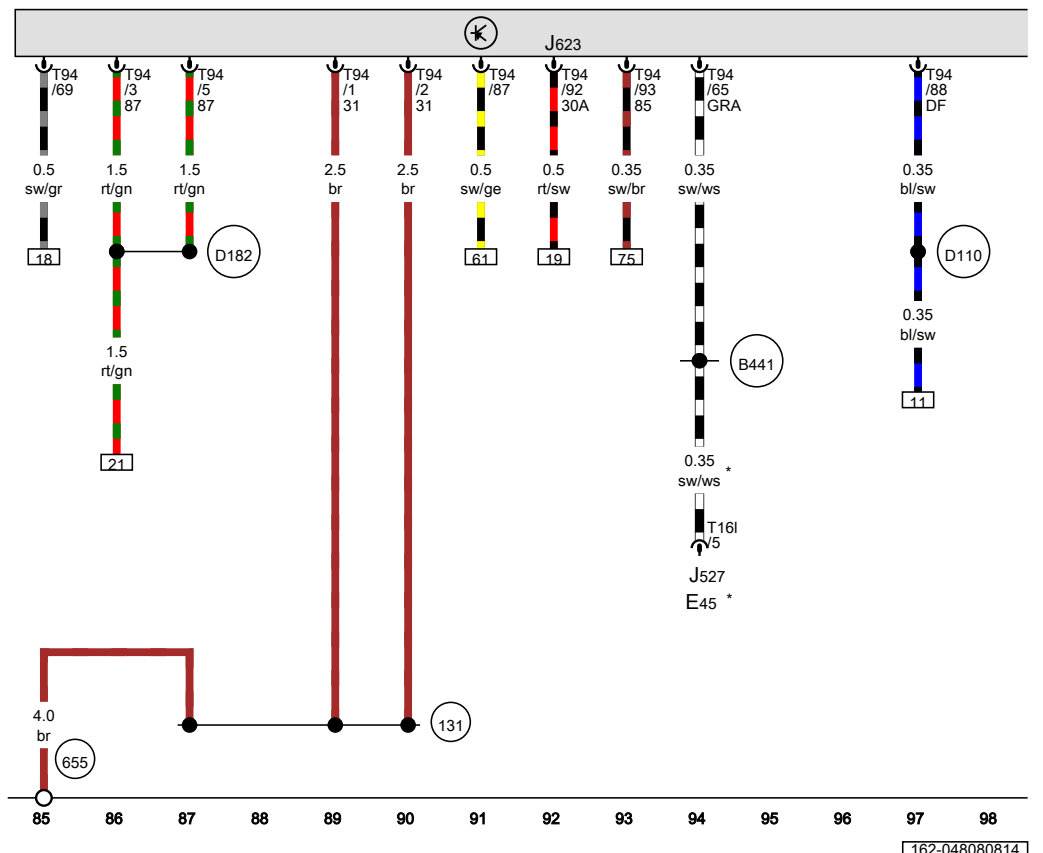 J623
T94 T94 T94 T94 T94 T94 T94 T94 T94 T94
/69 /3 /5 /1 /2 /87 /92 /93 /65 /88
87 87 31 31 30A 85 GRA DF
0.5 1.5 1.5 2.5 2.5 0.5 0.5 0.35 0.35 0.35
sw/gr rt/gn rt/gn br br sw/ge rt/sw sw/br sw/ws bl/sw
D182 D110
18 61 19 75
0.35
bl/sw
1.5
rt/gn
B441
11
21
0.35
sw/ws *
T16l
/5
J527
E45 *
4.0
br
131
655
85 86 87 88 89 90 91 92 93 94 95 96 97 98
162-048080814